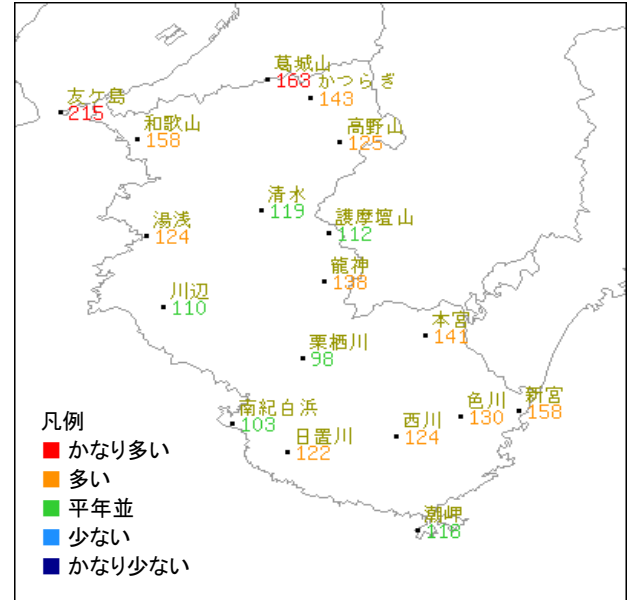 葛城山
163
かつらぎ
143
友ケ島
215
和歌山
158
高野山
125
清水
119
護摩壇山
112
湯浅
124
龍神
138
川辺
110
本宮
141
栗栖川
98
南紀白浜
103
日置川
122
西川
124
色川
130
新宮
158
潮岬
118
凡例
かなり多い
多い
平年並
少ない
かなり少ない